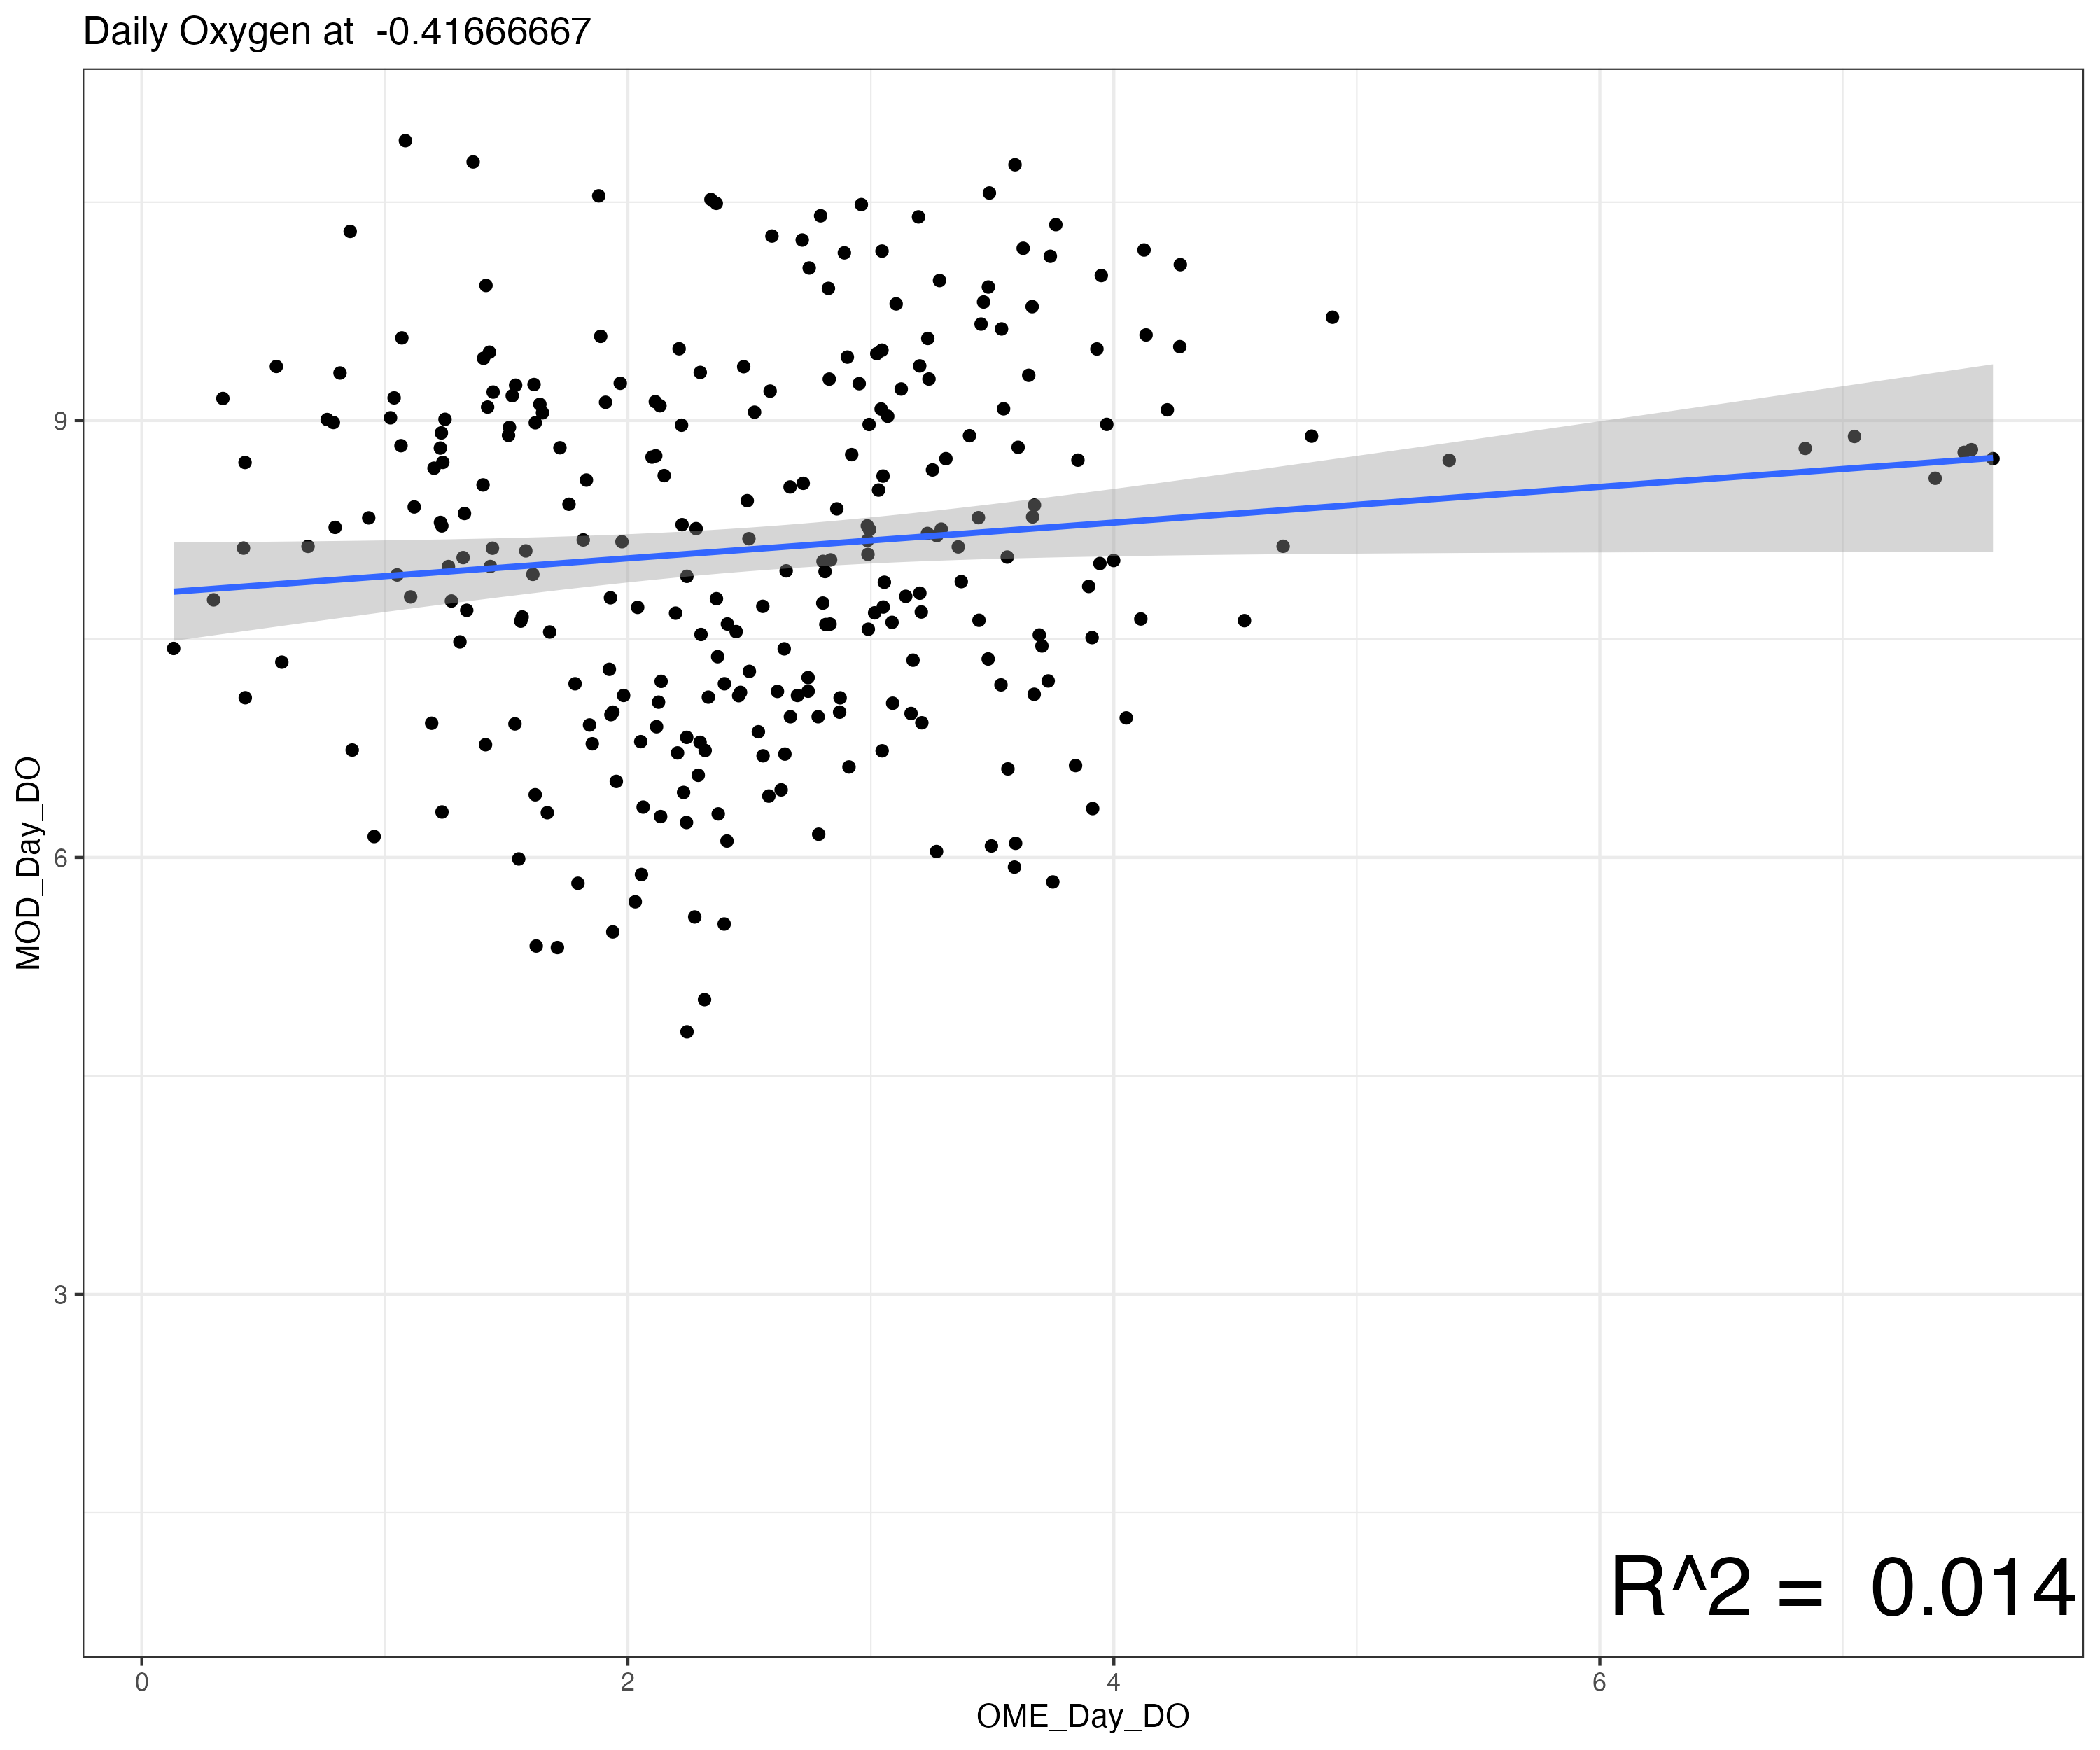 Daily Oxygen at  -0.41666667
MOD_Day_DO
9
6
3
R^2 =  0.014
0 2 4 6
OME_Day_DO